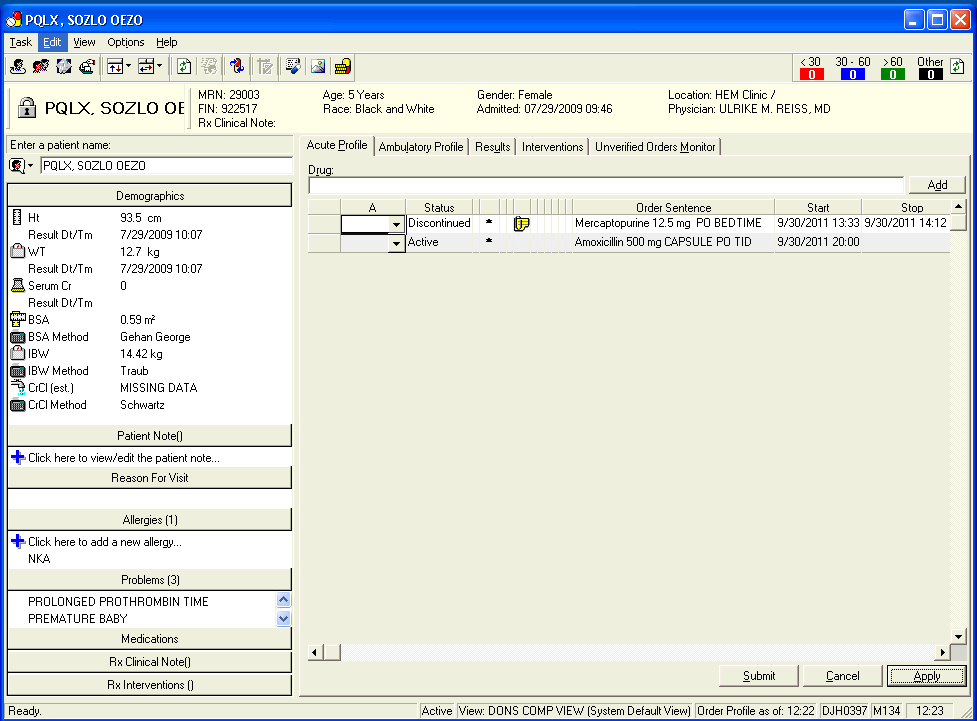 PQLX, SOZLO OEZO
Task Edit View Options Help
< 30 30 - 60 >60 Other
0 0 0 0
PQLX, SOZLO OE
MRN: 29003 Age: 5 Years Gender: Female Location: HEM Clinic /
FIN: 922517 Race: Black and White Admitted: 07/29/2009 09:46 Physician: ULRIKE M. REISS, MD
Rx Clinical Note:
Enter a patient name:
PQLX, SOZLO OEZO
Demographics
Ht 93.5 cm
Result Dt/Tm 7/29/2009 10:07
WT 12.7 kg
Result Dt/Tm 7/29/2009 10:07
Serum Cr 0
Result Dt/Tm
BSA 0.59 m²
BSA Method Gehan George
IBW 14.42 kg
IBW Method Traub
CrCl (est.) MISSING DATA
CrCl Method Schwartz
Patient Note()
Click here to view/edit the patient note...
Reason For Visit
Allergies (1)
Click here to add a new allergy...
NKA
Problems (3)
PROLONGED PROTHROMBIN TIME
PREMATURE BABY
Medications
Rx Clinical Note()
Rx Interventions ()
Acute Profile Ambulatory Profile Results Interventions Unverified Orders Monitor
Drug:
Add
A Status Order Sentence Start Stop
Discontinued * Mercaptopurine 12.5 mg PO BEDTIME 9/30/2011 13:33 9/30/2011 14:12
Active * Amoxicillin 500 mg CAPSULE PO TID 9/30/2011 20:00
Submit Cancel Apply
Ready. Active View: DONS COMP VIEW (System Default View) Order Profile as of: 12:22 DJH0397 M134 12:23